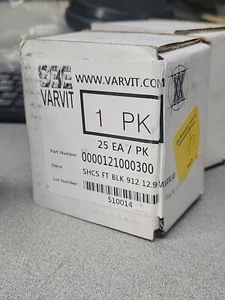 WWW.VARVIT.COM
VARVIT
1 PK
25 EA / PK
Part Number: 0000121000300
Descr. SHCS FT BLK 912 12.9
Lot Number:
510014